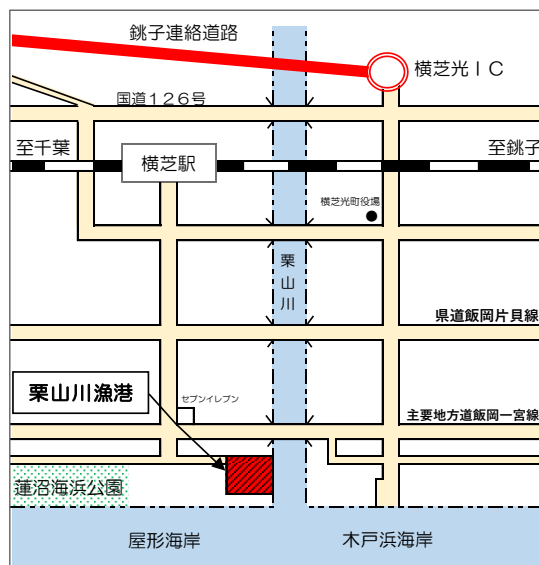 銚子連絡道路
横芝光ＩＣ
国道１２６号
至千葉
横芝駅
至銚子
横芝光町役場
栗山川
県道飯岡片貝線
栗山川漁港
セブンイレブン
主要地方道飯岡一宮線
蓮沼海浜公園
屋形海岸
木戸浜海岸